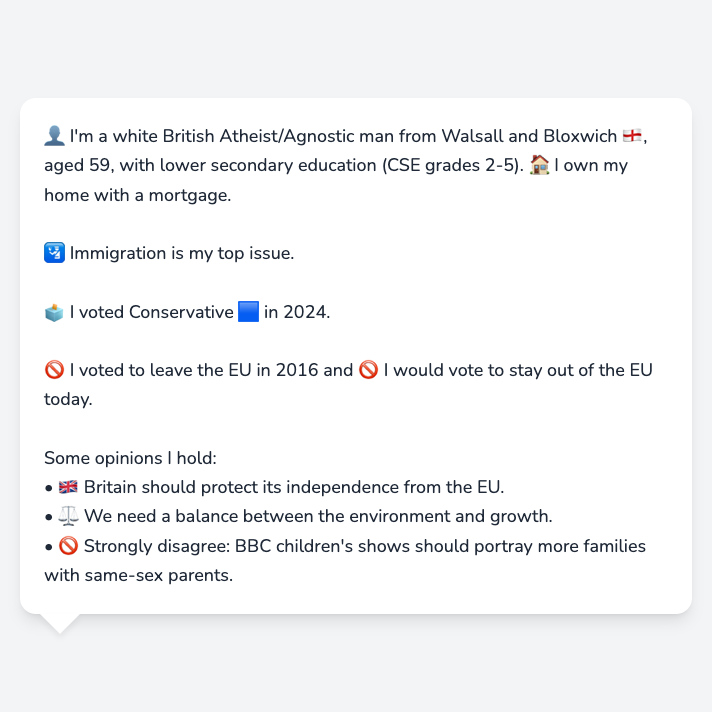 👤 I'm a white British Atheist/Agnostic man from Walsall and Bloxwich 🏴󠁧󠁢󠁥󠁮󠁧󠁿,
aged 59, with lower secondary education (CSE grades 2-5). 🏠 I own my
home with a mortgage.
🛂 Immigration is my top issue.
🗳️ I voted Conservative 🟦 in 2024.
🚫 I voted to leave the EU in 2016 and 🚫 I would vote to stay out of the EU
today.
Some opinions I hold:
• 🇬🇧 Britain should protect its independence from the EU.
• ⚖️ We need a balance between the environment and growth.
• 🚫 Strongly disagree: BBC children's shows should portray more families
with same-sex parents.